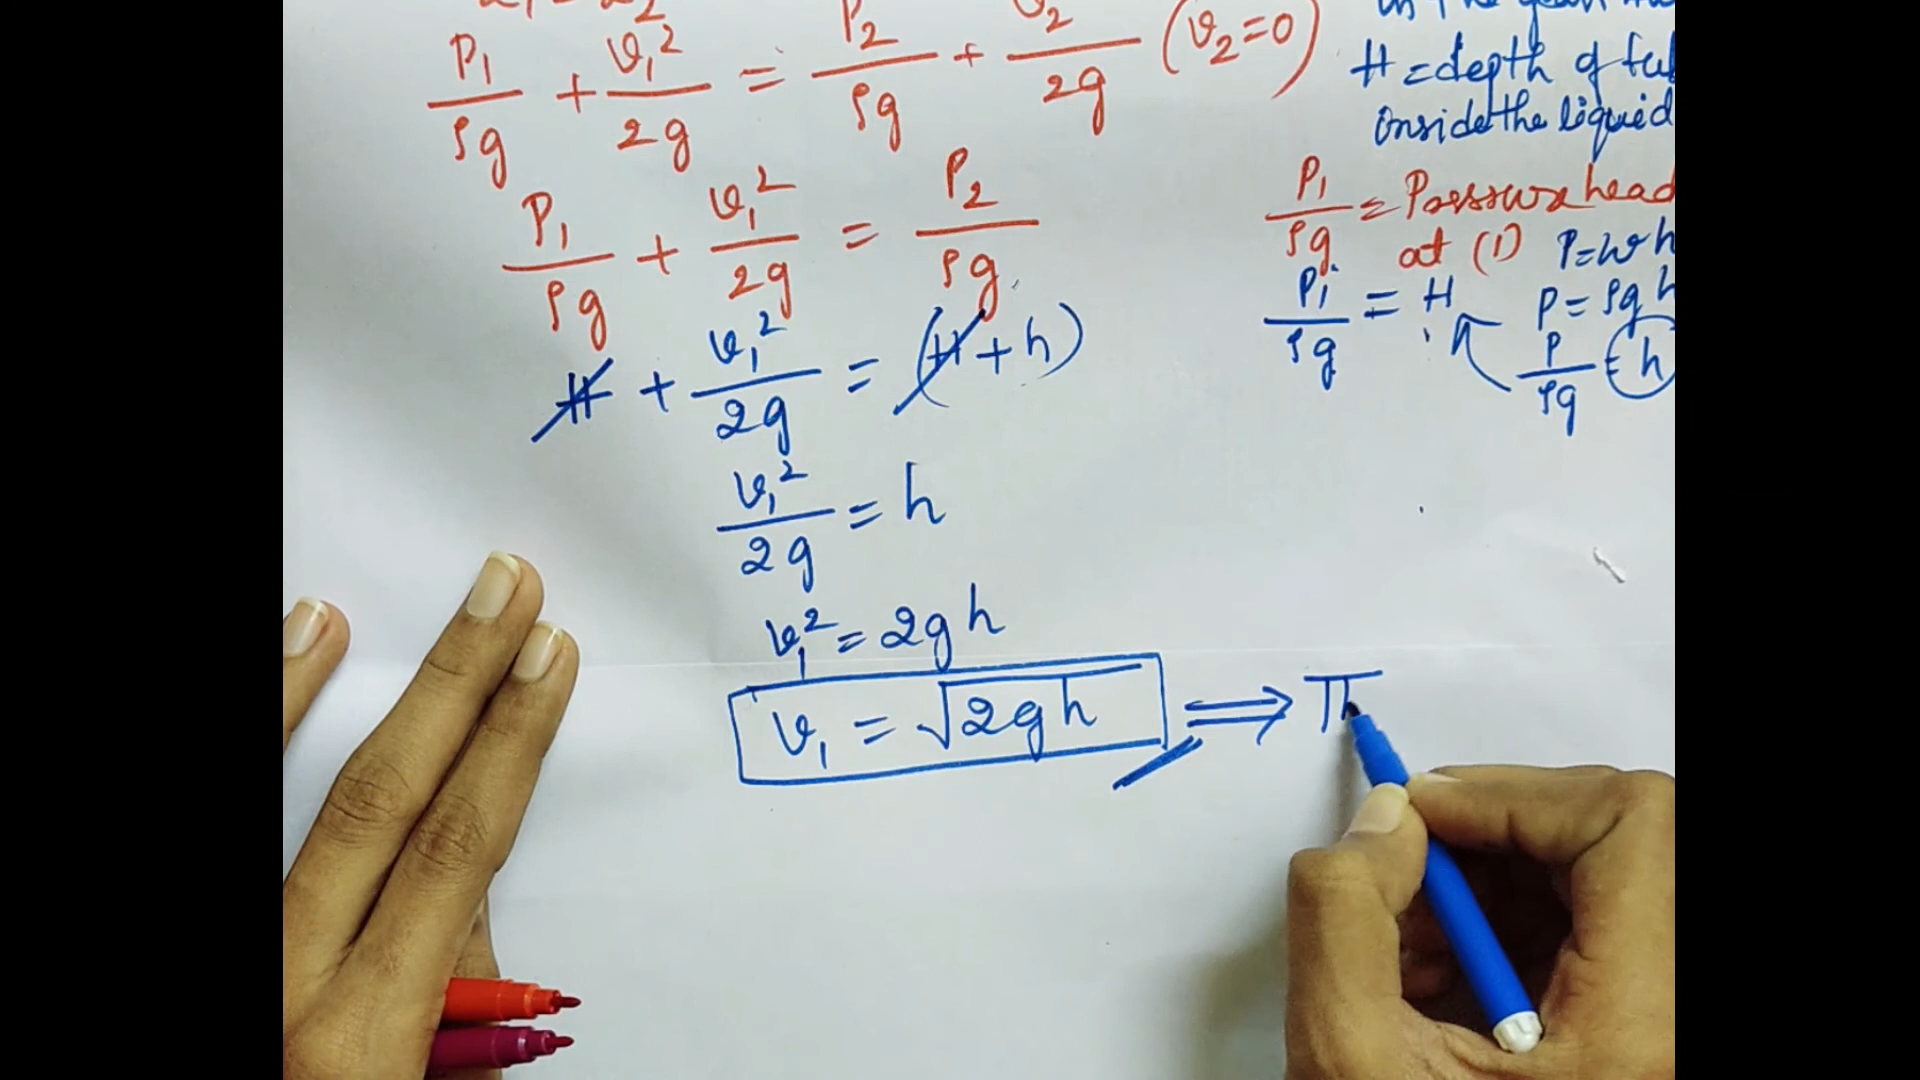 P₁/ρg + v₁²/2g = P₂/ρg + v₂/2g (v₂=0)
P₁/ρg + v₁²/2g = P₂/ρg
H + v₁²/2g = (H + h)
v₁²/2g = h
v₁² = 2gh
v₁ = √2gh ⟹ Th
H = depth of
inside the liquid
P₁/ρg = head
at (1) P=wh
P₁/ρg = H P = ρgh
P/ρg = h